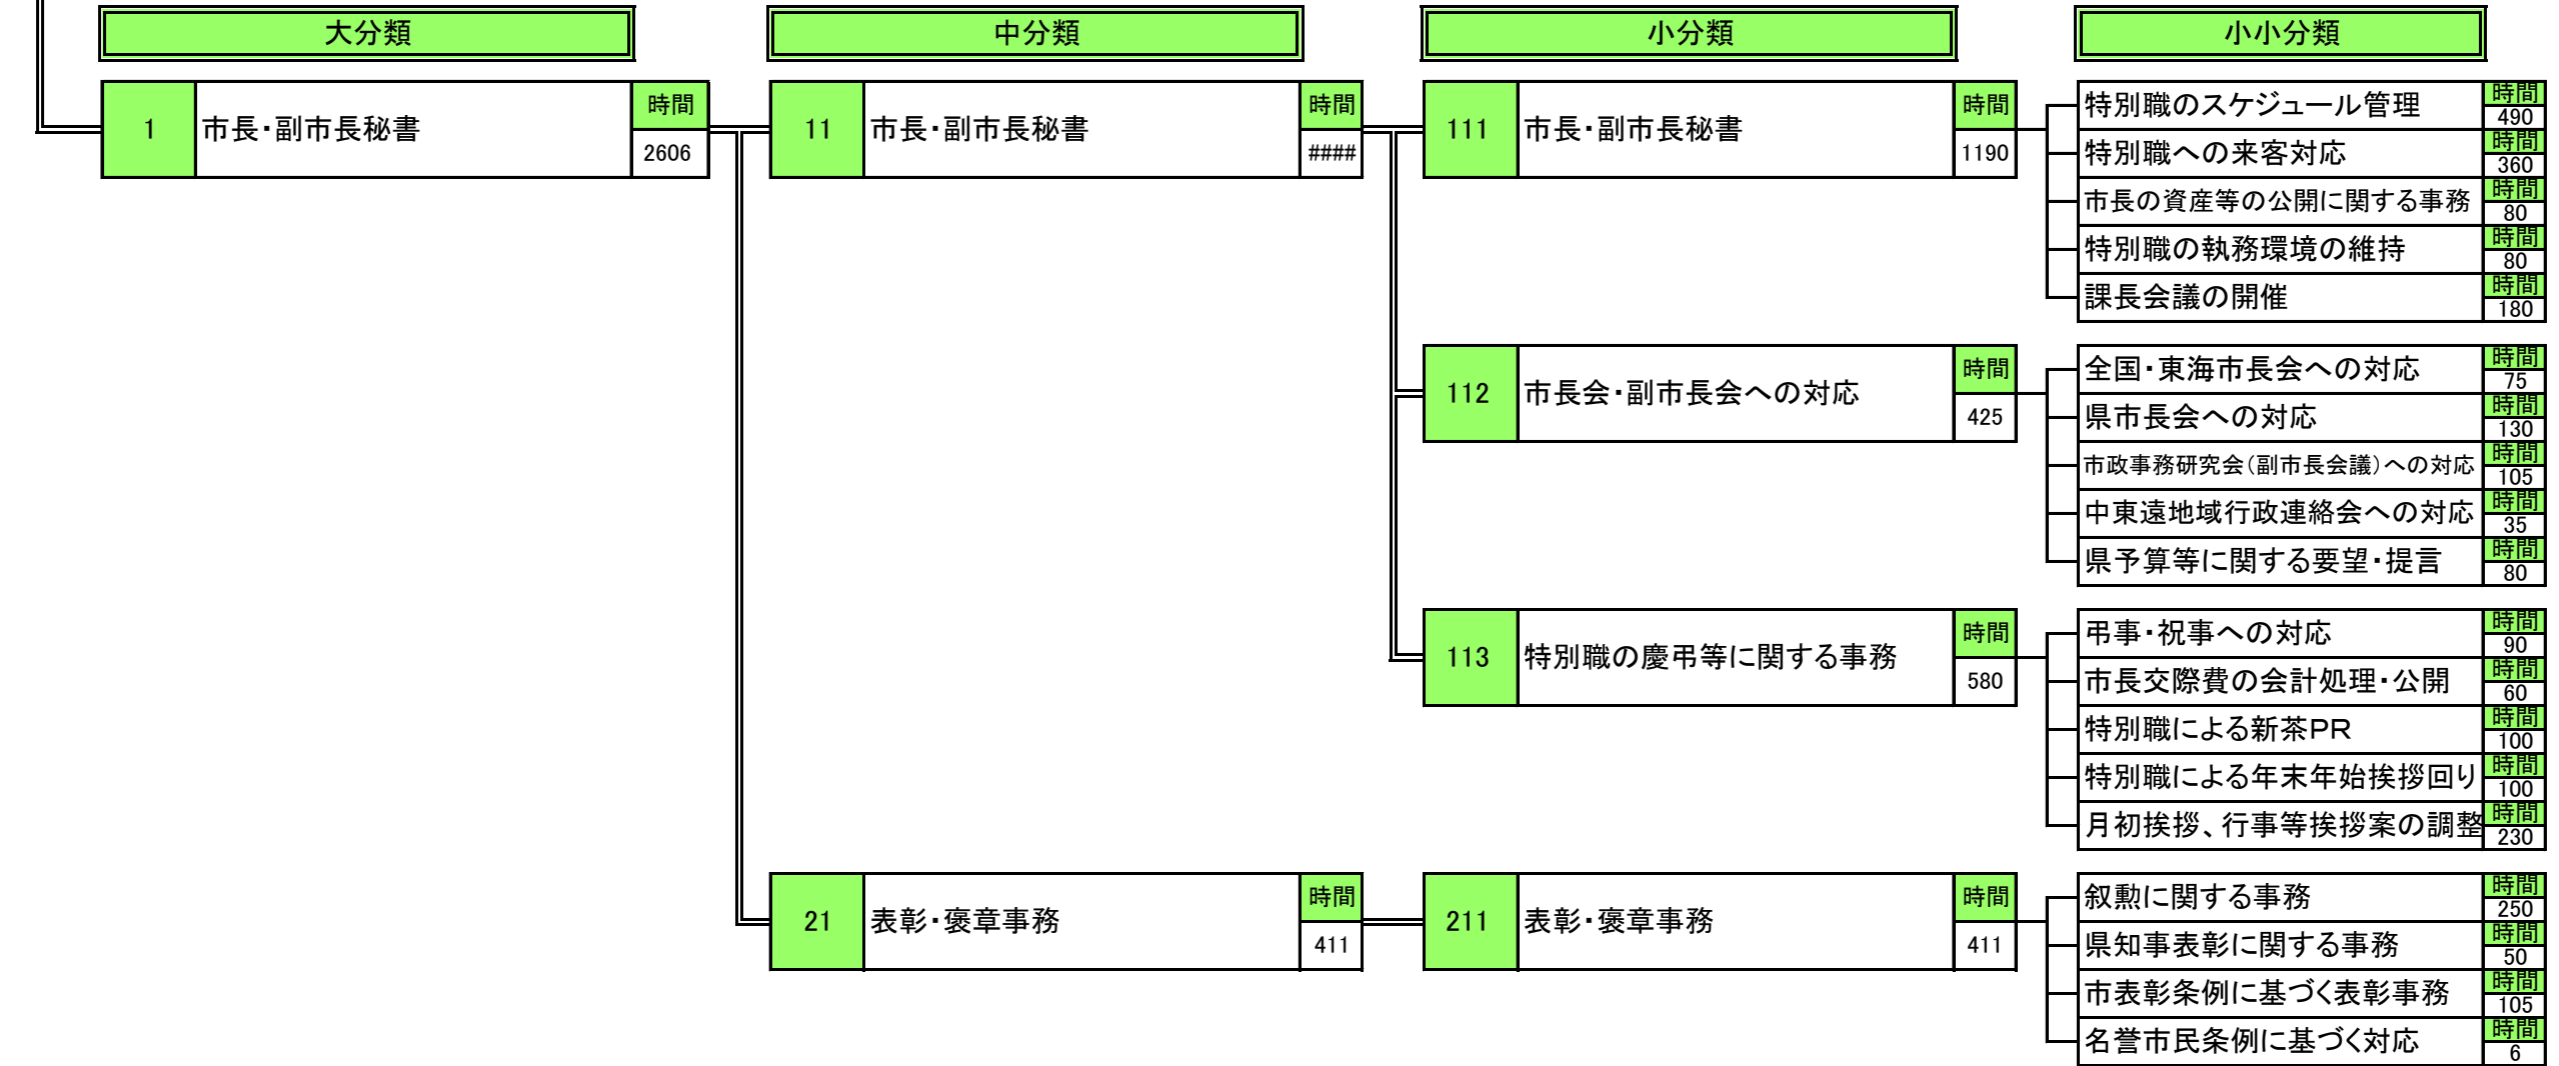 大分類 中分類 小分類 小小分類
1 市長・副市長秘書 時間 2606
11 市長・副市長秘書 時間 ####
111 市長・副市長秘書 時間 1190
特別職のスケジュール管理 時間 490
特別職への来客対応 時間 360
市長の資産等の公開に関する事務 時間 80
特別職の執務環境の維持 時間 80
課長会議の開催 時間 180
112 市長会・副市長会への対応 時間 425
全国・東海市長会への対応 時間 75
県市長会への対応 時間 130
市政事務研究会(副市長会議)への対応 時間 105
中東遠地域行政連絡会への対応 時間 35
県予算等に関する要望・提言 時間 80
113 特別職の慶弔等に関する事務 時間 580
弔事・祝事への対応 時間 90
市長交際費の会計処理・公開 時間 60
特別職による新茶PR 時間 100
特別職による年末年始挨拶回り 時間 100
月初挨拶、行事等挨拶案の調整 時間 230
21 表彰・褒章事務 時間 411
211 表彰・褒章事務 時間 411
叙勲に関する事務 時間 250
県知事表彰に関する事務 時間 50
市表彰条例に基づく表彰事務 時間 105
名誉市民条例に基づく対応 時間 6